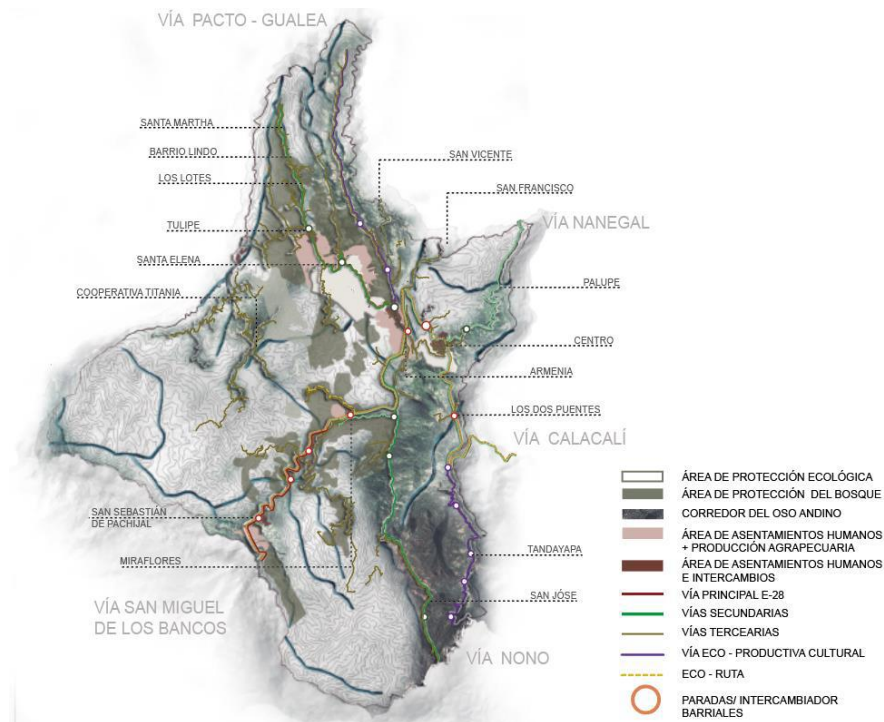 VÍA PACTO - GUALEA
SANTA MARTHA
BARRIO LINDO
LOS LOTES
TULIPE
SANTA ELENA
COOPERATIVA TITANIA
SAN VICENTE
SAN FRANCISCO
VÍA NANEGAL
PALUPE
CENTRO
ARMENIA
LOS DOS PUENTES
VÍA CALACALÍ
SAN SEBASTIÁN
DE PACHIJAL
MIRAFLORES
VÍA SAN MIGUEL
DE LOS BANCOS
TANDAYAPA
SAN JÓSE
VÍA NONO
ÁREA DE PROTECCIÓN ECOLÓGICA
ÁREA DE PROTECCIÓN DEL BOSQUE
CORREDOR DEL OSO ANDINO
ÁREA DE ASENTAMIENTOS HUMANOS
+ PRODUCCIÓN AGRAPECUARIA
ÁREA DE ASENTAMIENTOS HUMANOS
E INTERCAMBIOS
VÍA PRINCIPAL E-28
VÍAS SECUNDARIAS
VÍAS TERCEARIAS
VÍA ECO - PRODUCTIVA CULTURAL
ECO - RUTA
PARADAS/ INTERCAMBIADOR
BARRIALES